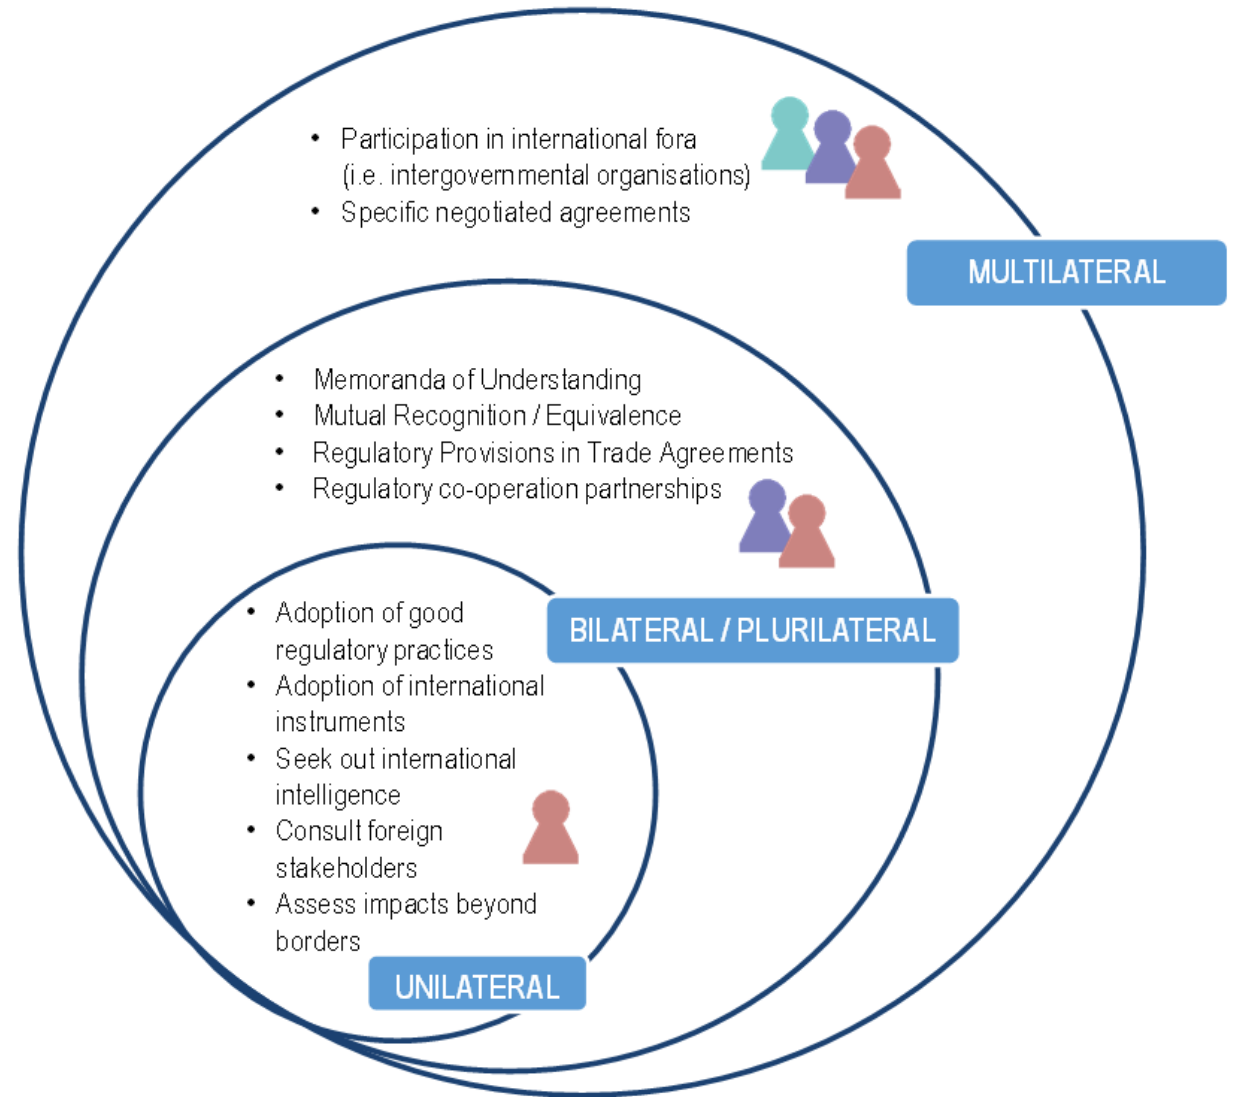 • Participation in international fora
(i.e. intergovernmental organisations)
• Specific negotiated agreements
MULTILATERAL
• Memoranda of Understanding
• Mutual Recognition / Equivalence
• Regulatory Provisions in Trade Agreements
• Regulatory co-operation partnerships
BILATERAL / PLURILATERAL
• Adoption of good
regulatory practices
• Adoption of international
instruments
• Seek out international
intelligence
• Consult foreign
stakeholders
• Assess impacts beyond
borders
UNILATERAL